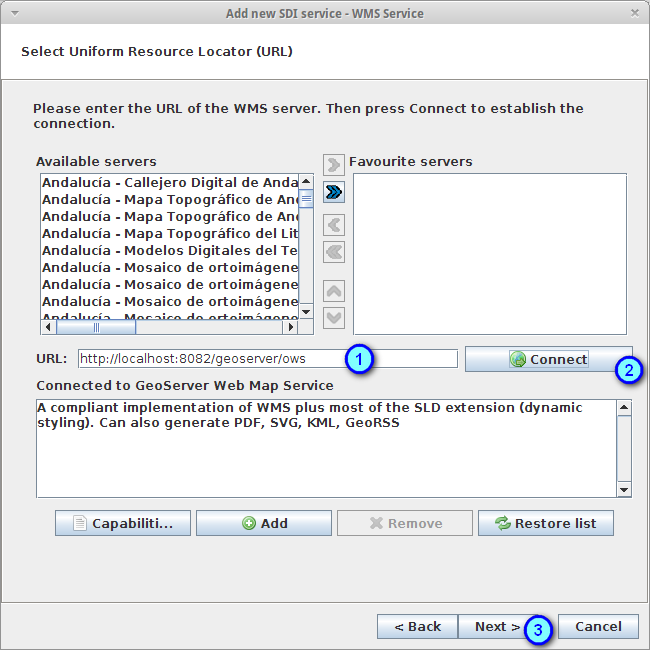 Add new SDI service - WMS Service
Select Uniform Resource Locator (URL)
Please enter the URL of the WMS server. Then press Connect to establish the
connection.
Available servers
Favourite servers
Andalucía - Callejero Digital de Anda
Andalucía - Mapa Topográfico de An
Andalucía - Mapa Topográfico de An
Andalucía - Mapa Topográfico del Lit
Andalucía - Modelos Digitales del Te
Andalucía - Mosaico de ortoimágene
Andalucía - Mosaico de ortoimágene
Andalucía - Mosaico de ortoimágene
Andalucía - Mosaico de ortoimágene
URL: http://localhost:8082/geoserver/ows 1 Connect 2
Connected to GeoServer Web Map Service
A compliant implementation of WMS plus most of the SLD extension (dynamic
styling). Can also generate PDF, SVG, KML, GeoRSS
Capabiliti... Add Remove Restore list
< Back Next > 3 Cancel